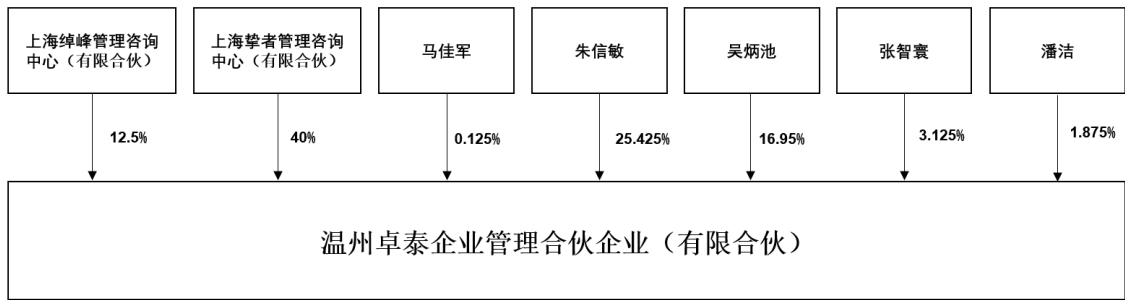 上海绰峰管理咨询
中心（有限合伙）
上海挚者管理咨询
中心（有限合伙）
马佳军
朱信敏
吴炳池
张智寰
潘洁
12.5%
40%
0.125%
25.425%
16.95%
3.125%
1.875%
温州卓泰企业管理合伙企业（有限合伙）